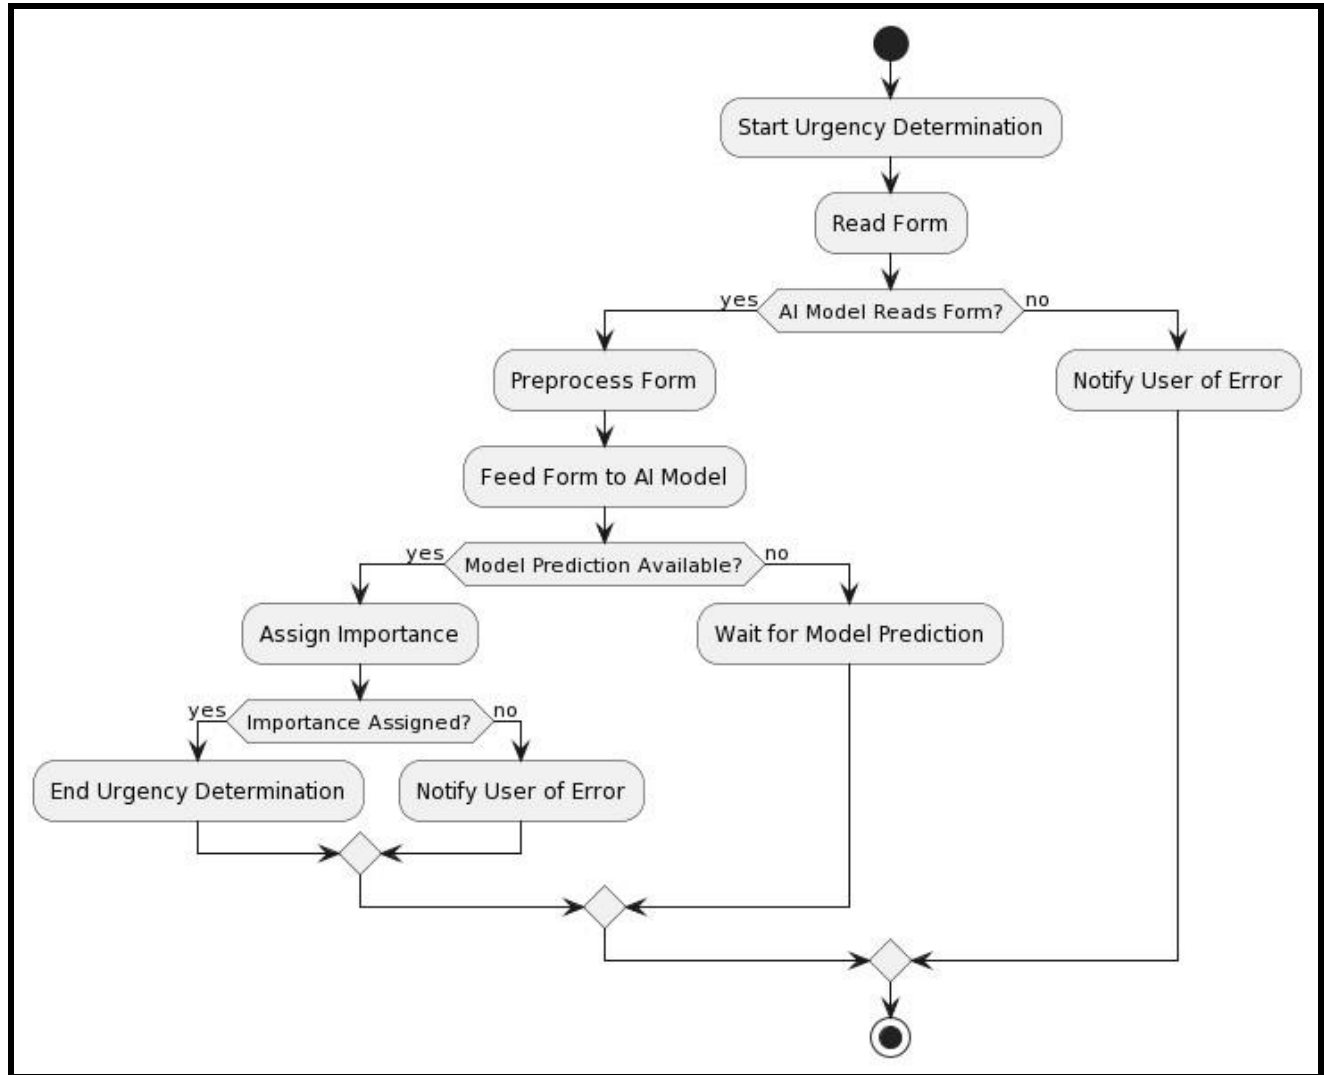 Start Urgency Determination
Read Form
yes
AI Model Reads Form?
no
Preprocess Form
Notify User of Error
Feed Form to AI Model
yes
Model Prediction Available?
no
Assign Importance
Wait for Model Prediction
yes
Importance Assigned?
no
End Urgency Determination
Notify User of Error